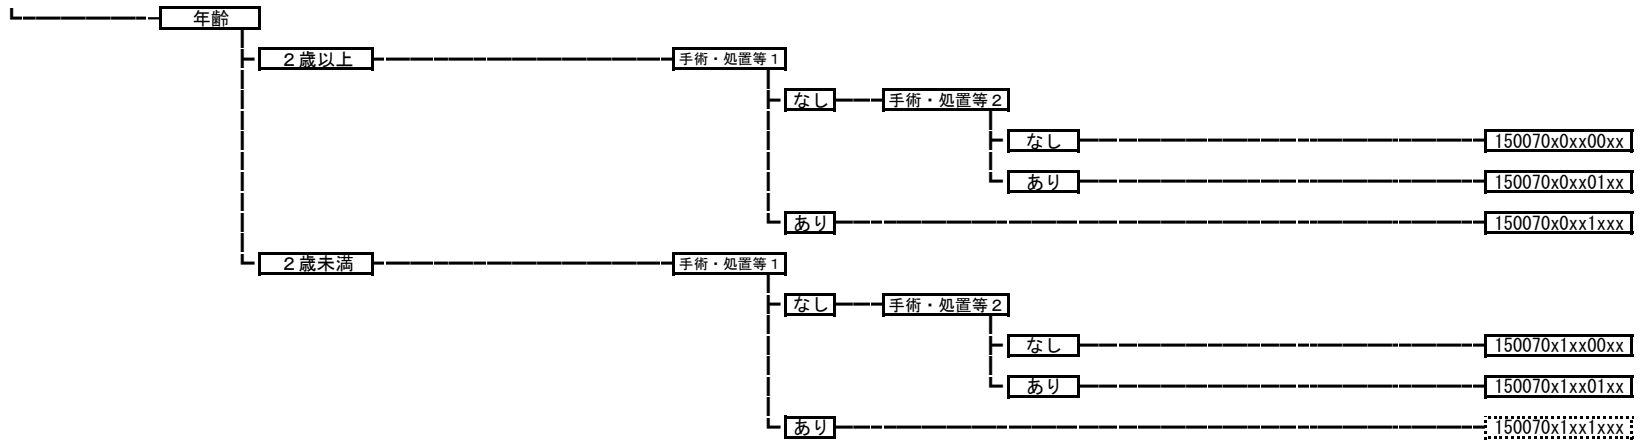 年齢
２歳以上 手術・処置等１
なし 手術・処置等２
なし 150070x0xx00xx
あり 150070x0xx01xx
あり 150070x0xx1xxx
２歳未満 手術・処置等１
なし 手術・処置等２
なし 150070x1xx00xx
あり 150070x1xx01xx
あり 150070x1xx1xxx